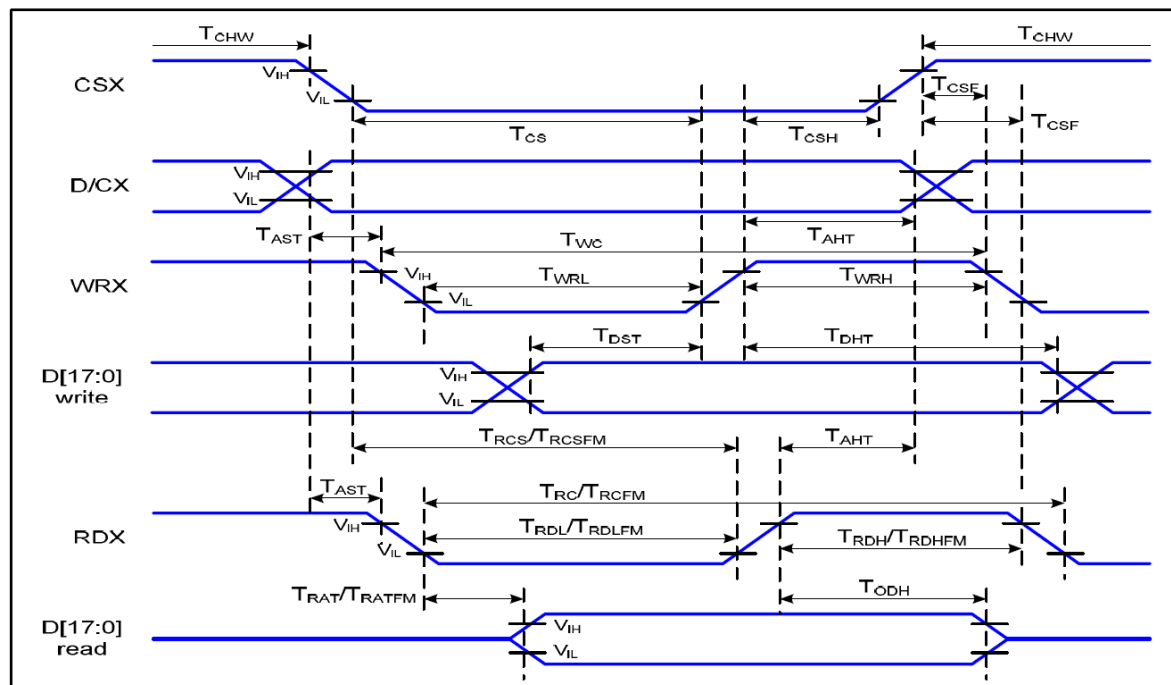 TCHW TCHW
CSX VIH
VIL
TCSF
TCS TCSH TCSF
D/CX VIH
VIL
TAST TWC TAHT
WRX VIH TWRL TWRH
VIL
TDST TDHT
D[17:0] write VIH
VIL
TRCS/TRCSFM TAHT
TAST TRC/TRCFM
RDX VIH TRDL/TRDLFM
VIL TRDH/TRDHFM
TRAT/TRATFM TODH
D[17:0] read VIH
VIL